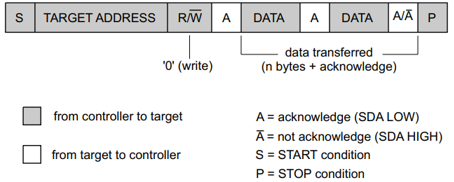 S TARGET ADDRESS R/W̅ A DATA A DATA A/A̅ P
'0' (write)
data transferred
(n bytes + acknowledge)
from controller to target
from target to controller
A = acknowledge (SDA LOW)
A̅ = not acknowledge (SDA HIGH)
S = START condition
P = STOP condition